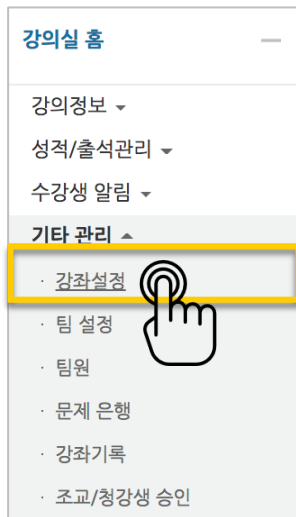 강의실 홈
강의정보
성적/출석관리
수강생 알림
기타 관리
· 강좌설정
· 팀 설정
· 팀원
· 문제 은행
· 강좌기록
· 조교/청강생 승인